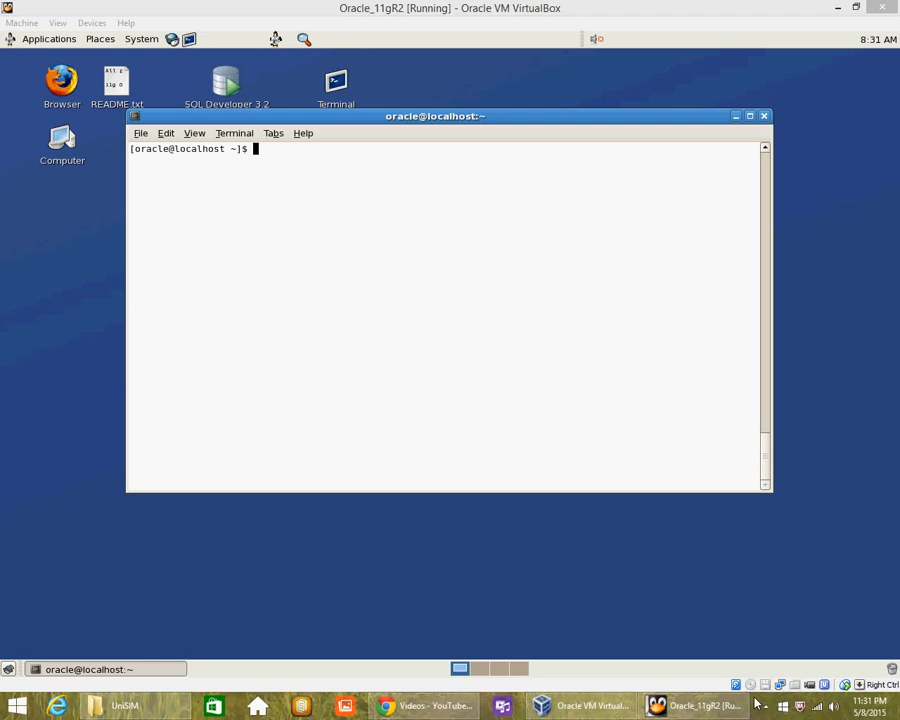 Oracle_11gR2 [Running] - Oracle VM VirtualBox
Machine View Devices Help
Applications Places System
8:31 AM
Browser
README.txt
SQL Developer 3.2
Terminal
All
11g O
Computer
oracle@localhost:~
File Edit View Terminal Tabs Help
[oracle@localhost ~]$
oracle@localhost:~
Right Ctrl
UniSIM
Videos - YouTube...
Oracle VM Virtual...
Oracle_11gR2 [Ru...
11:31 PM
5/8/2015